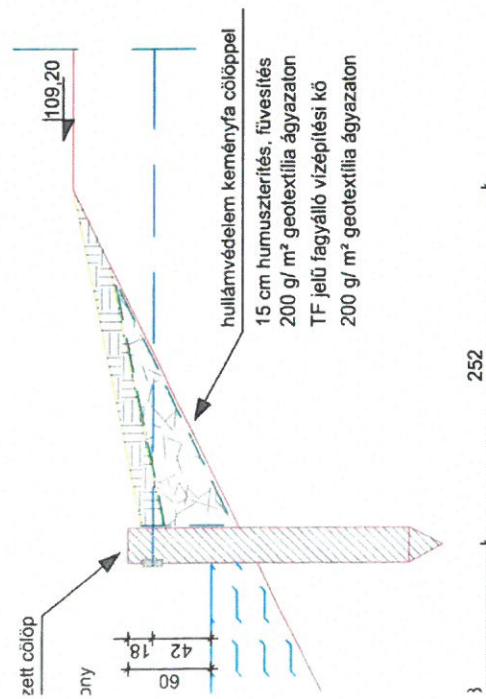 109,20
hullámvédelem keményfa cölöppel
15 cm humuszterítés, füvesítés
200 g/ m² geotextília ágyazaton
TF jelű fagyálló vízépítési kő
200 g/ m² geotextília ágyazaton
252
zett cölöp
ony
18
42
60